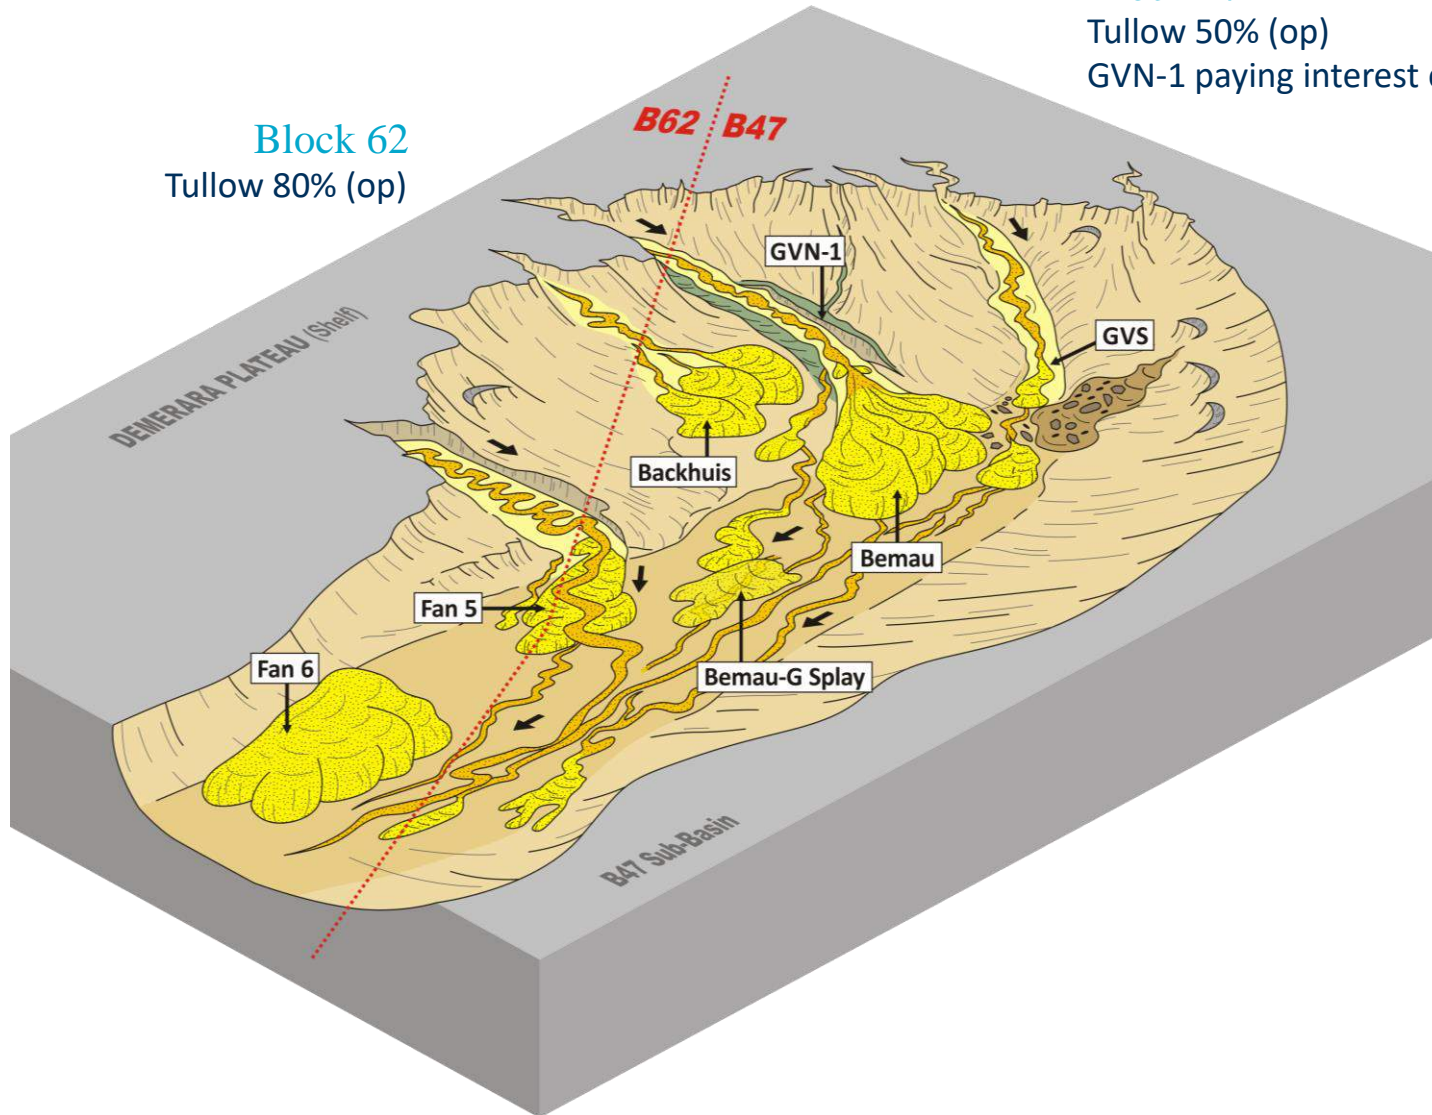 Tullow 50% (op)
GVN-1 paying interest
Block 62
Tullow 80% (op)
B62
B47
GVN-1
GVS
DEMERARA PLATEAU (Shelf)
Backhuis
Bemau
Fan 5
Bemau-G Splay
Fan 6
B47 Sub-Basin